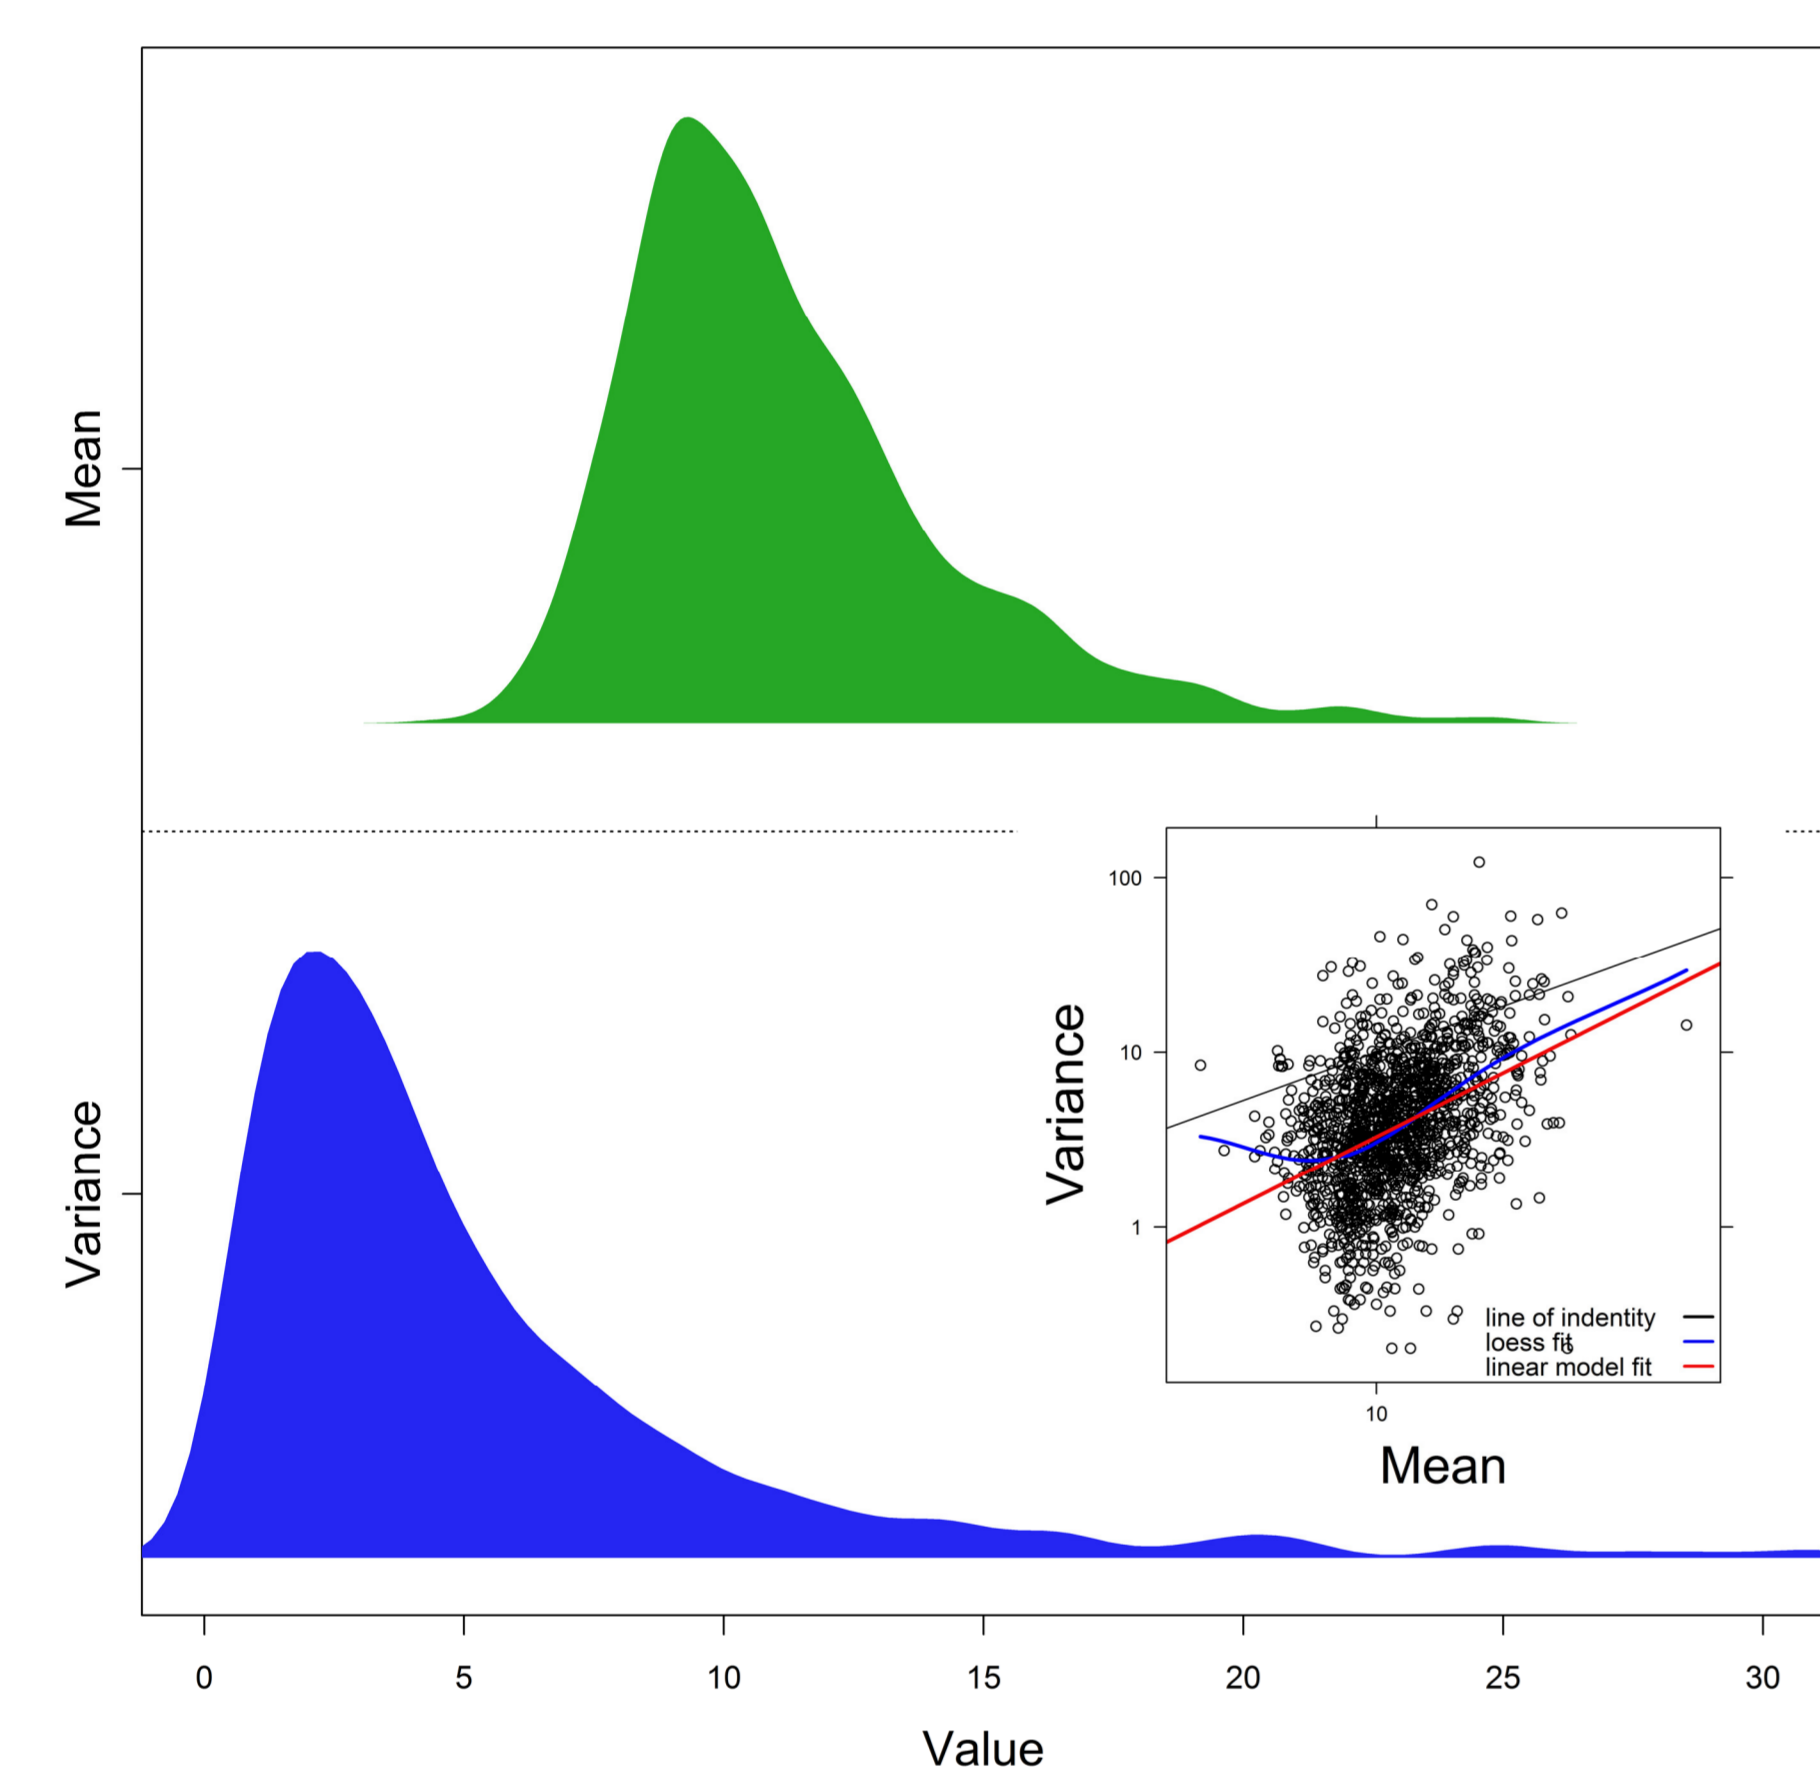 Mean
Variance
100
10
1
Variance
line of indentity
loess fit
linear model fit
10
Mean
0 5 10 15 20 25 30
Value